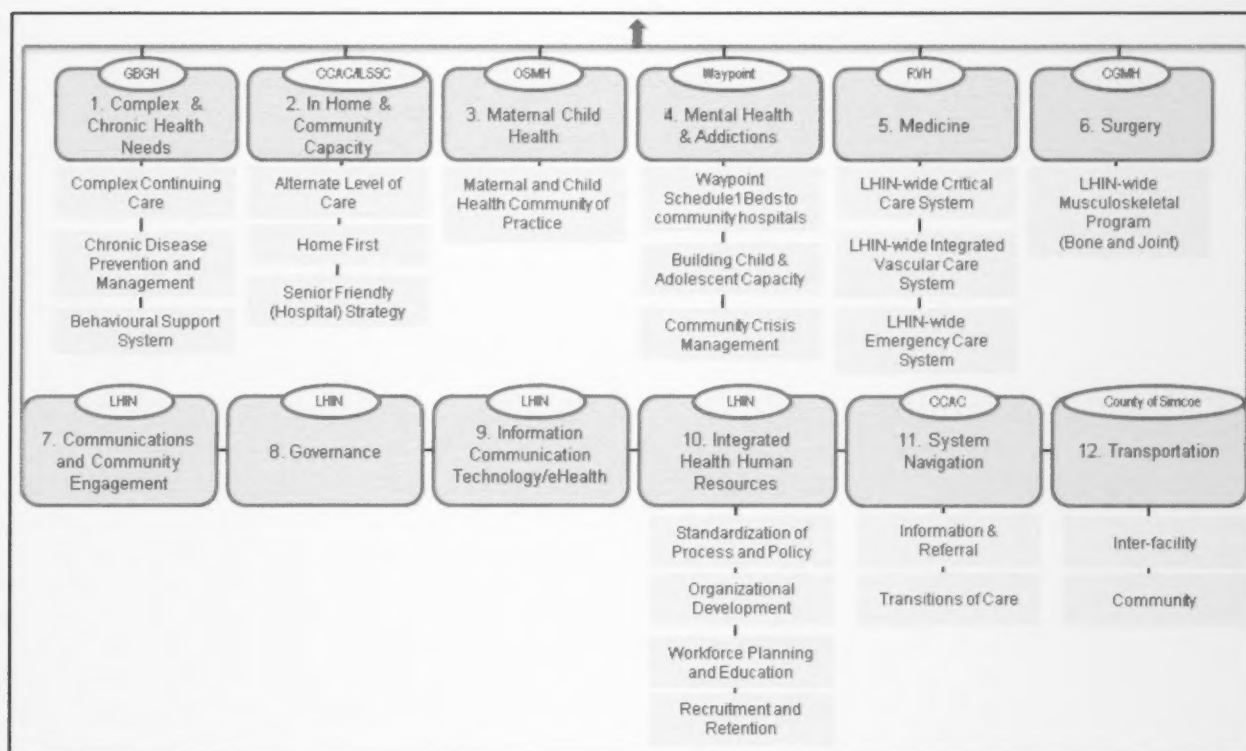 GBGH
1. Complex & 
Chronic Health
Needs
Complex Continuing
Care
Chronic Disease
Prevention and
Management
Behavioural Support
System
CCAC/LSSC
2. In Home &
Community
Capacity
Alternate Level of
Care
Home First
Senior Friendly
(Hospital) Strategy
OSMH
3. Maternal Child
Health
Maternal and Child
Health Community of
Practice
Waypoint
4. Mental Health
& Addictions
Waypoint
Schedule1 Beds to
community hospitals
Building Child &
Adolescent Capacity
Community Crisis
Management
RVH
5. Medicine
LHIN-wide Critical
Care System
LHIN-wide Integrated
Vascular Care
System
LHIN-wide
Emergency Care
System
CGMH
6. Surgery
LHIN-wide
Musculoskeletal
Program
(Bone and Joint)
LHIN
7. Communications
and Community
Engagement
LHIN
8. Governance
LHIN
9. Information
Communication
Technology/eHealth
LHIN
10. Integrated
Health Human
Resources
Standardization of
Process and Policy
Organizational
Development
Workforce Planning
and Education
Recruitment and
Retention
CCAC
11. System
Navigation
Information &
Referral
Transitions of Care
County of Simcoe
12. Transportation
Inter-facility
Community